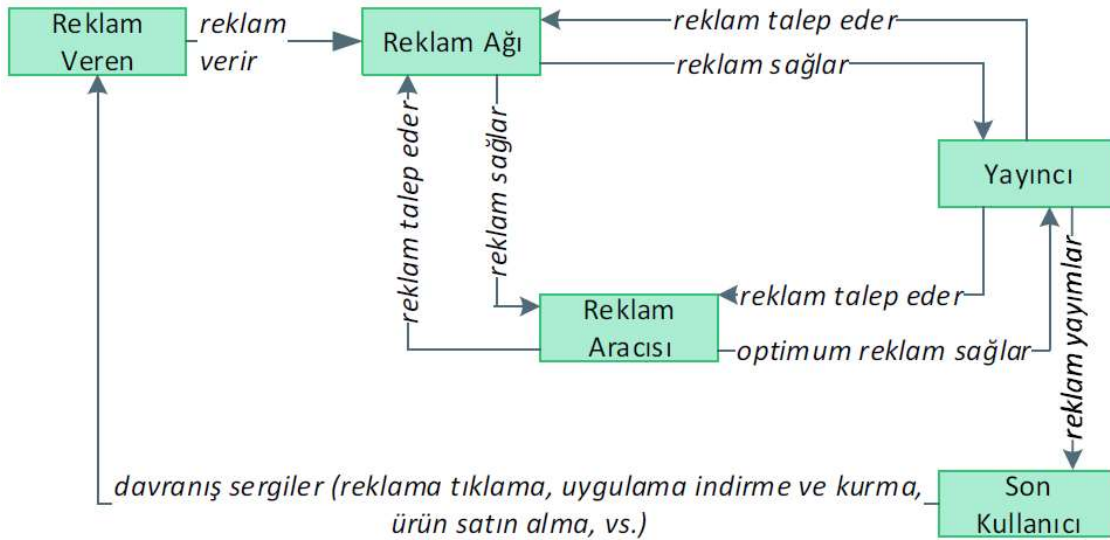 Reklam
Veren
reklam
verir
Reklam Ağı
reklam talep eder
reklam sağlar
Yayıncı
reklam talep eder
reklam sağlar
reklam talep eder
Reklam
Aracısı
optimum reklam sağlar
reklam yayımlar
davranış sergiler (reklama tıklama, uygulama indirme ve kurma,
ürün satın alma, vs.)
Son
Kullanıcı